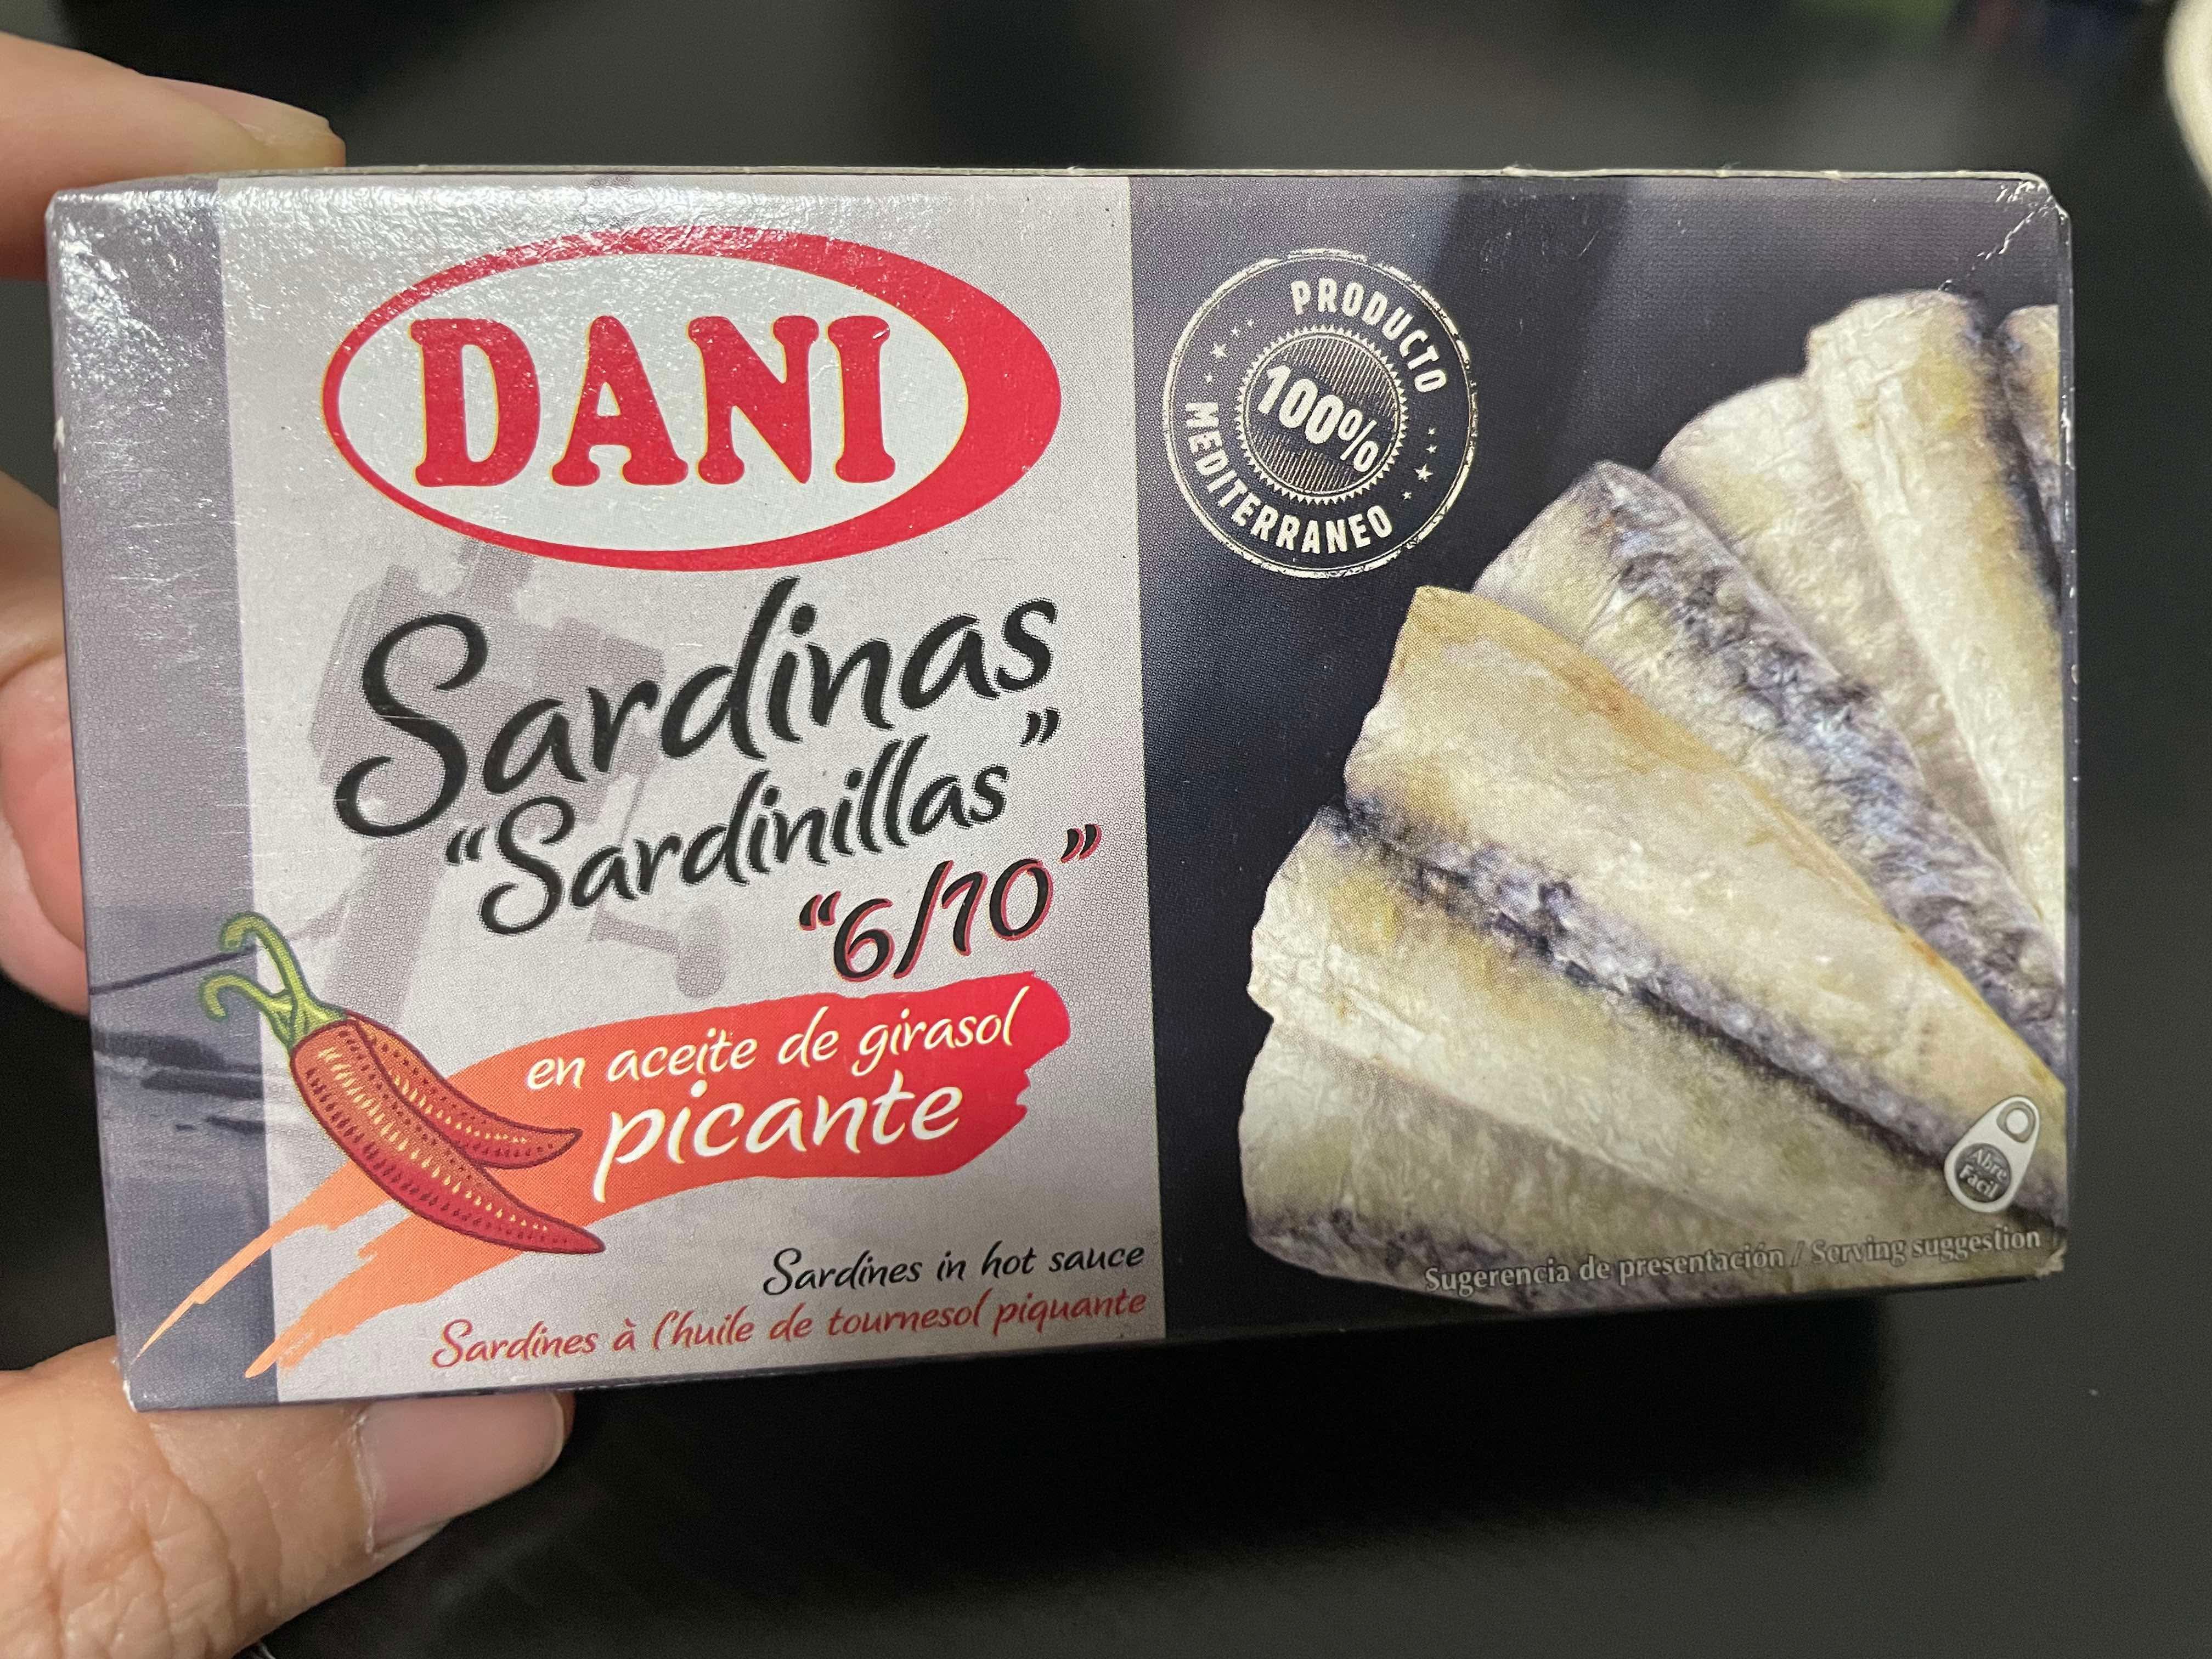 DANI
Sardinas
"Sardinillas"
"6/10"
en aceite de girasol
picante
Sardines in hot sauce
Sardines à l'huile de tournesol piquante
PRODUCTO
100%
MEDITERRANEO
Abre
Facil
Sugerencia de presentación / Serving suggestion